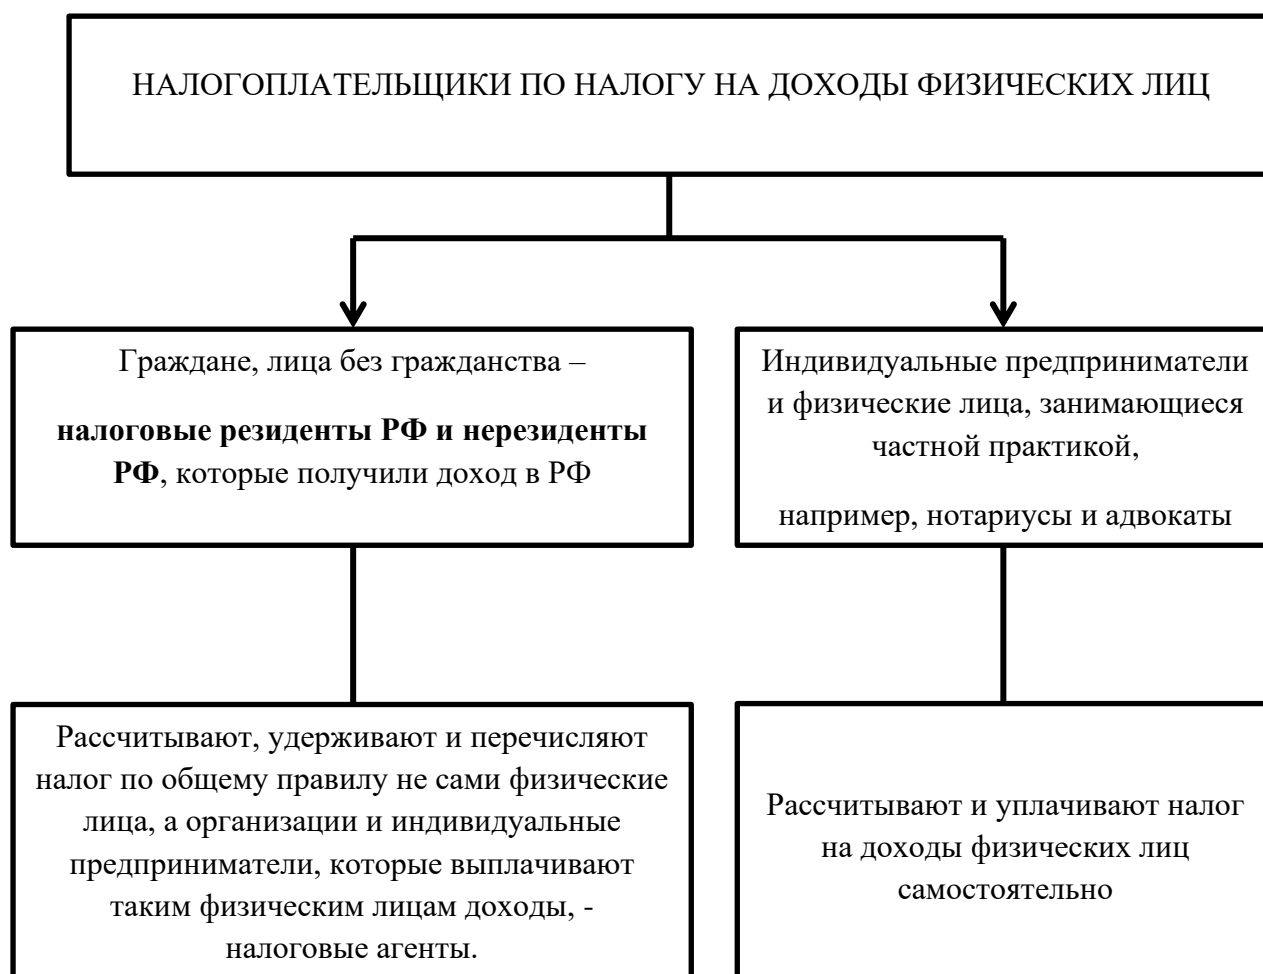 НАЛОГОПЛАТЕЛЬЩИКИ ПО НАЛОГУ НА ДОХОДЫ ФИЗИЧЕСКИХ ЛИЦ
Граждане, лица без гражданства –
налоговые резиденты РФ и нерезиденты
РФ, которые получили доход в РФ
Индивидуальные предприниматели
и физические лица, занимающиеся
частной практикой,
например, нотариусы и адвокаты
Рассчитывают, удерживают и перечисляют
налог по общему правилу не сами физические
лица, а организации и индивидуальные
предприниматели, которые выплачивают
таким физическим лицам доходы, -
налоговые агенты.
Рассчитывают и уплачивают налог
на доходы физических лиц
самостоятельно